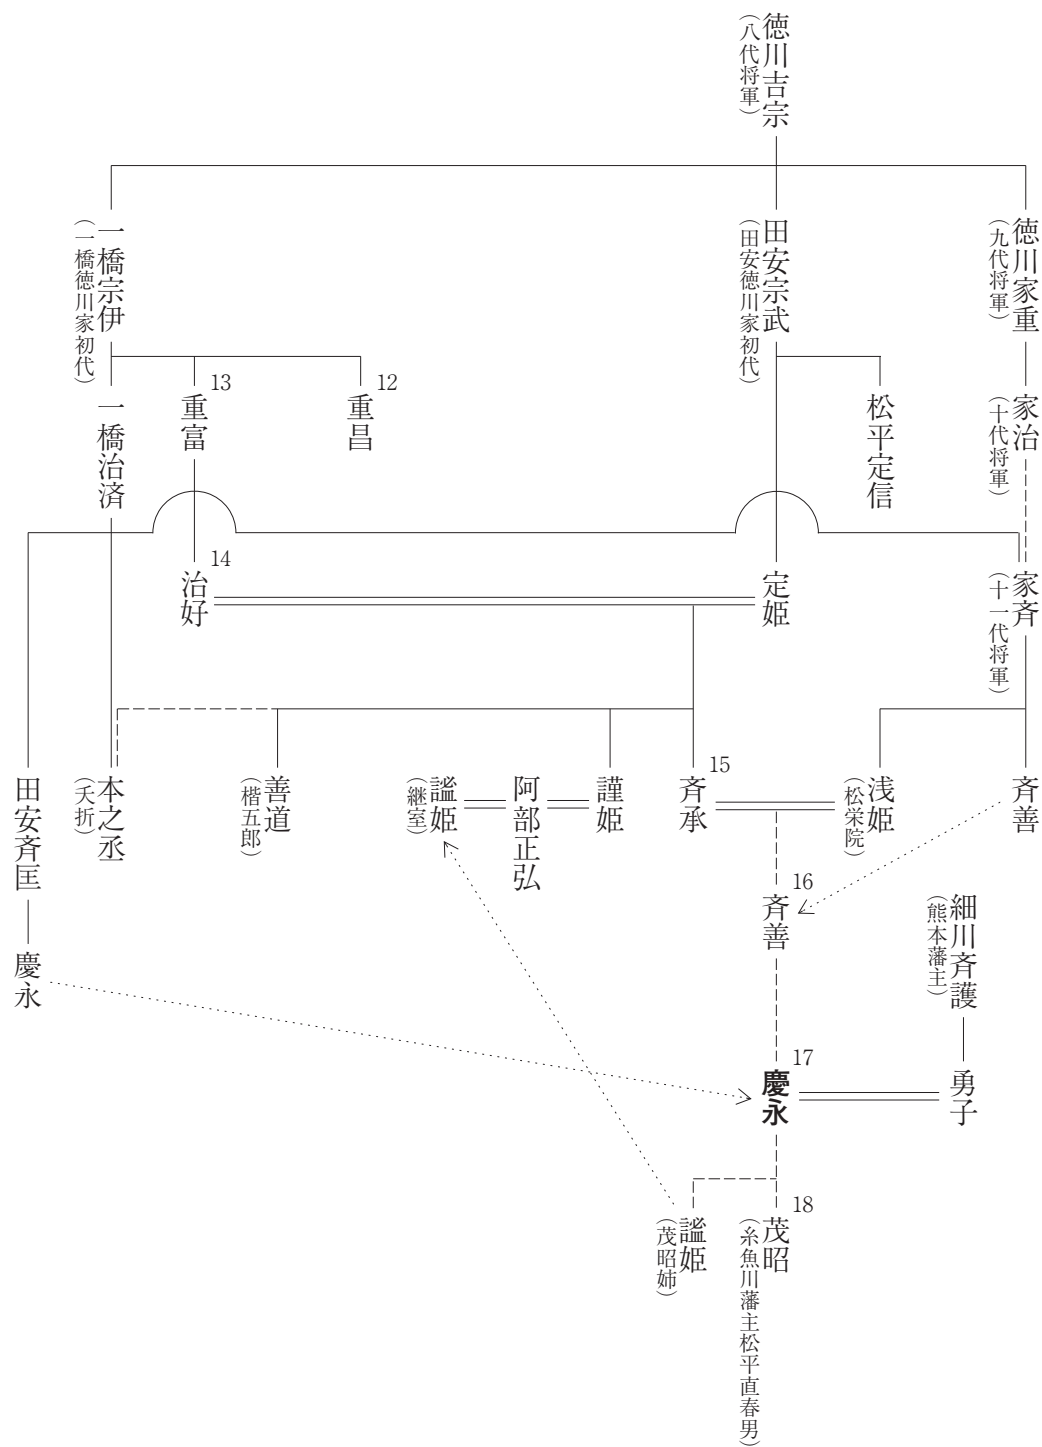 徳川吉宗
（八代将軍）
徳川家重
（九代将軍）
田安宗武
（田安徳川家初代）
一橋宗伊
（一橋徳川家初代）
家治
（十代将軍）
松平定信
12
重昌
13
重富
一橋治済
家斉
（十一代将軍）
定姫
14
治好
斉善
浅姫
（松栄院）
15
斉承
謹姫
阿部正弘
謐姫
（継室）
善道
（楷五郎）
本之丞
（夭折）
田安斉匡
慶永
16
斉善
細川斉護
（熊本藩主）
勇子
17
慶永
18
茂昭
（糸魚川藩主松平直春男）
謐姫
（茂昭姉）